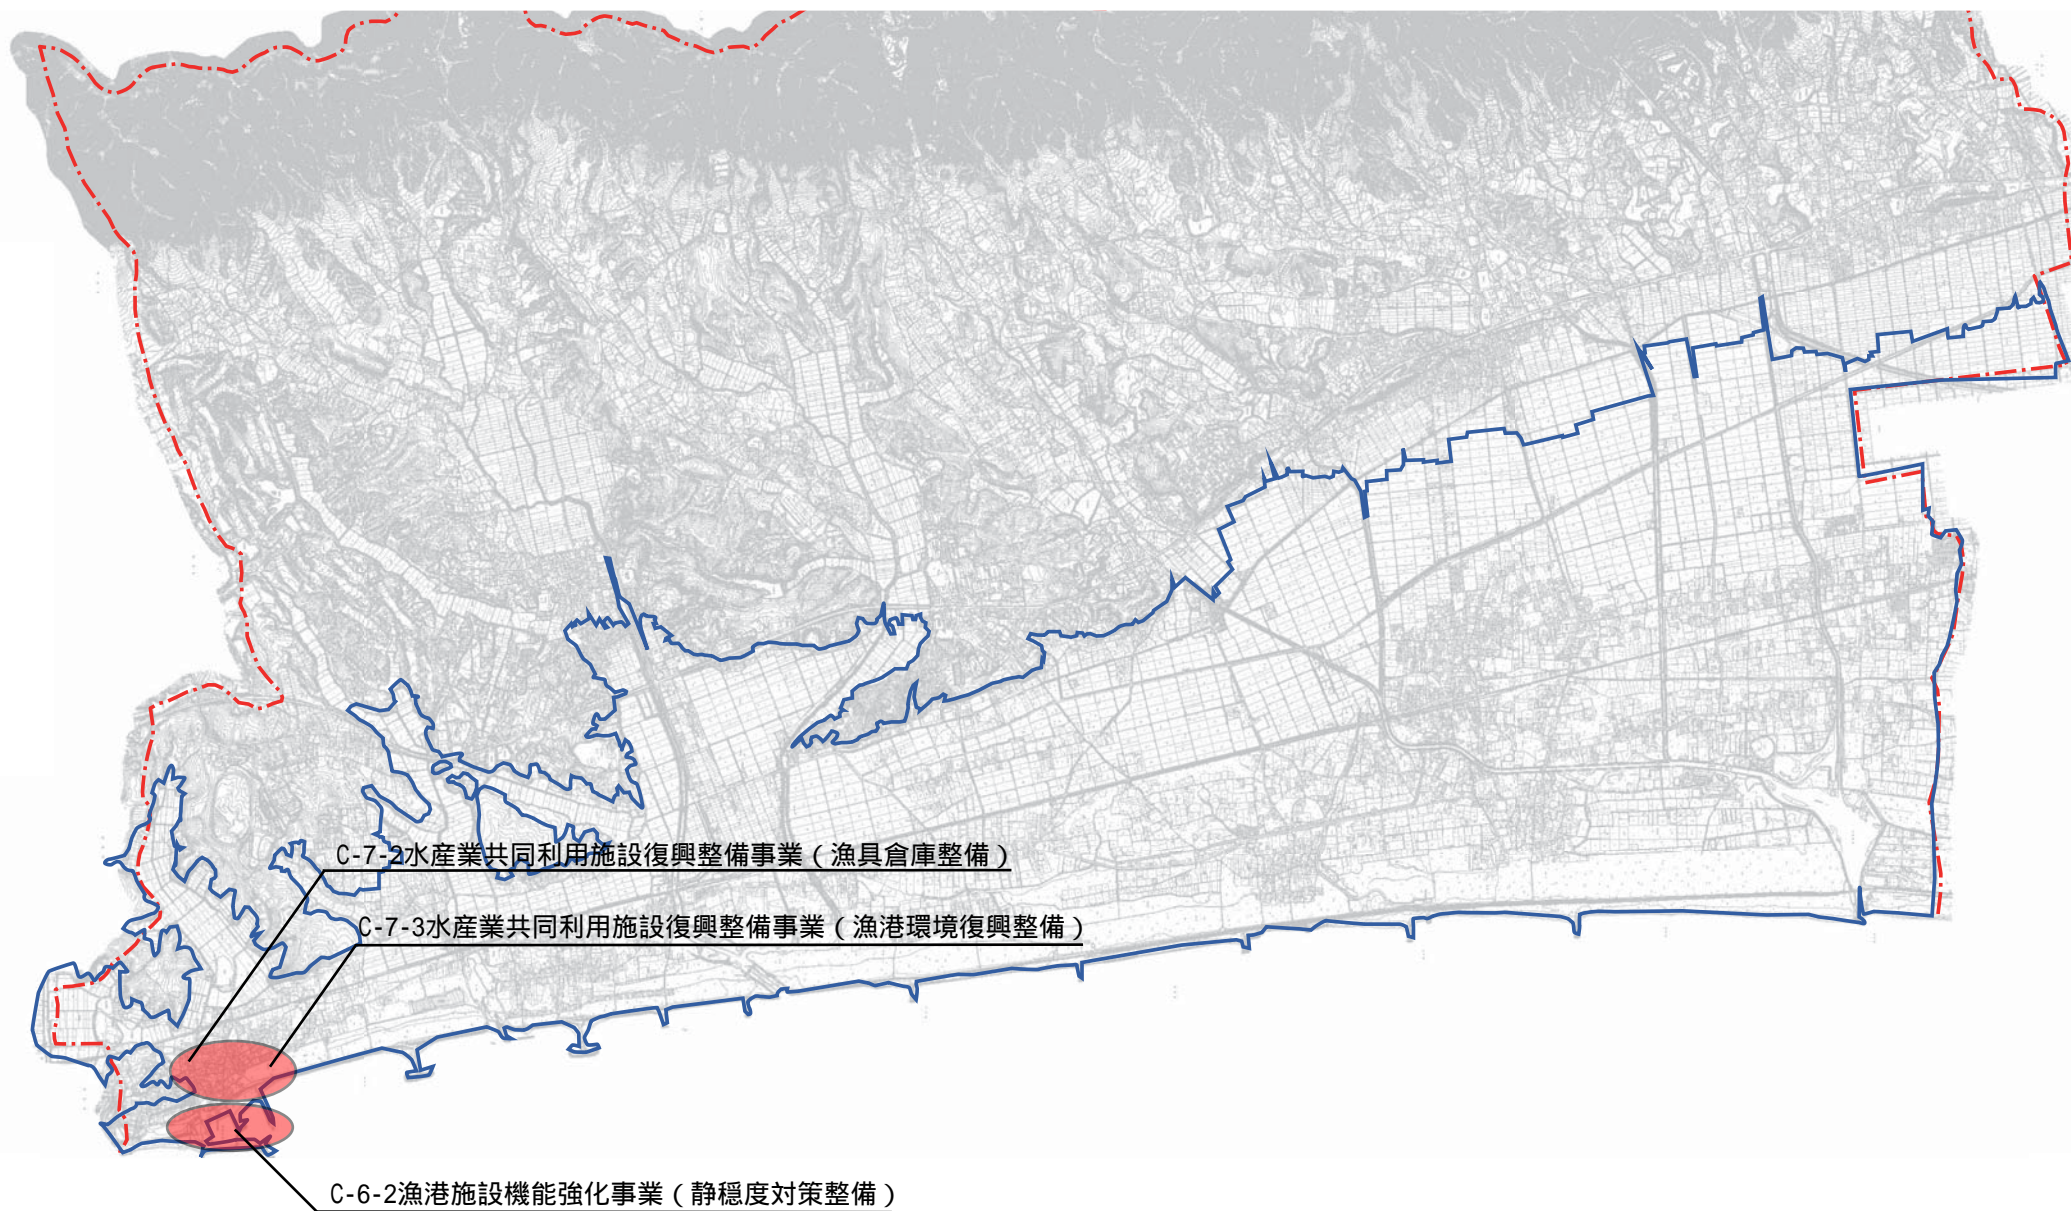 C-7-2水産業共同利用施設復興整備事業（漁具倉庫整備）
C-7-3水産業共同利用施設復興整備事業（漁港環境復興整備）
C-6-2漁港施設機能強化事業（静穏度対策整備）